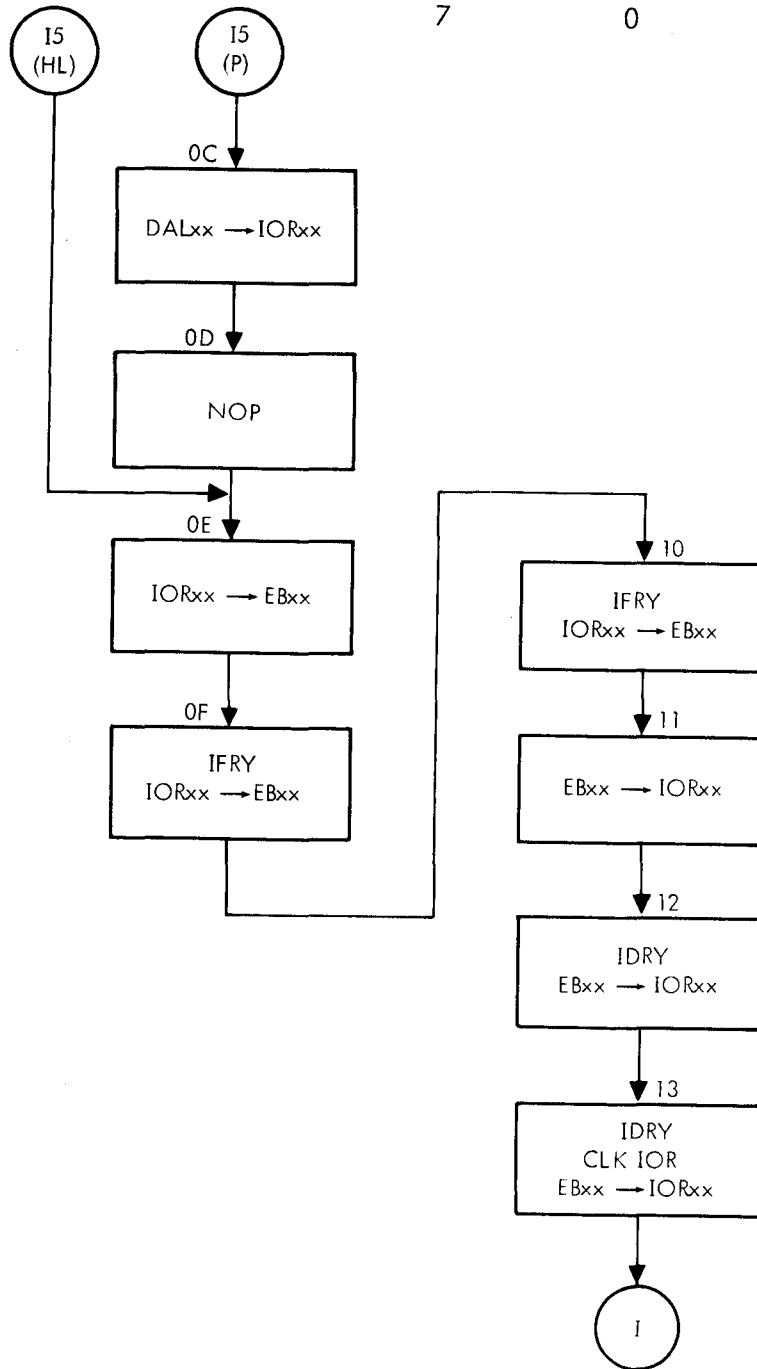 7 0
I5
(HL)
I5
(P)
0C
DALxx → IORxx
0D
NOP
0E
IORxx → EBxx
0F
IFRY
IORxx → EBxx
10
IFRY
IORxx → EBxx
11
EBxx → IORxx
12
IDRY
EBxx → IORxx
13
IDRY
CLK IOR
EBxx → IORxx
I